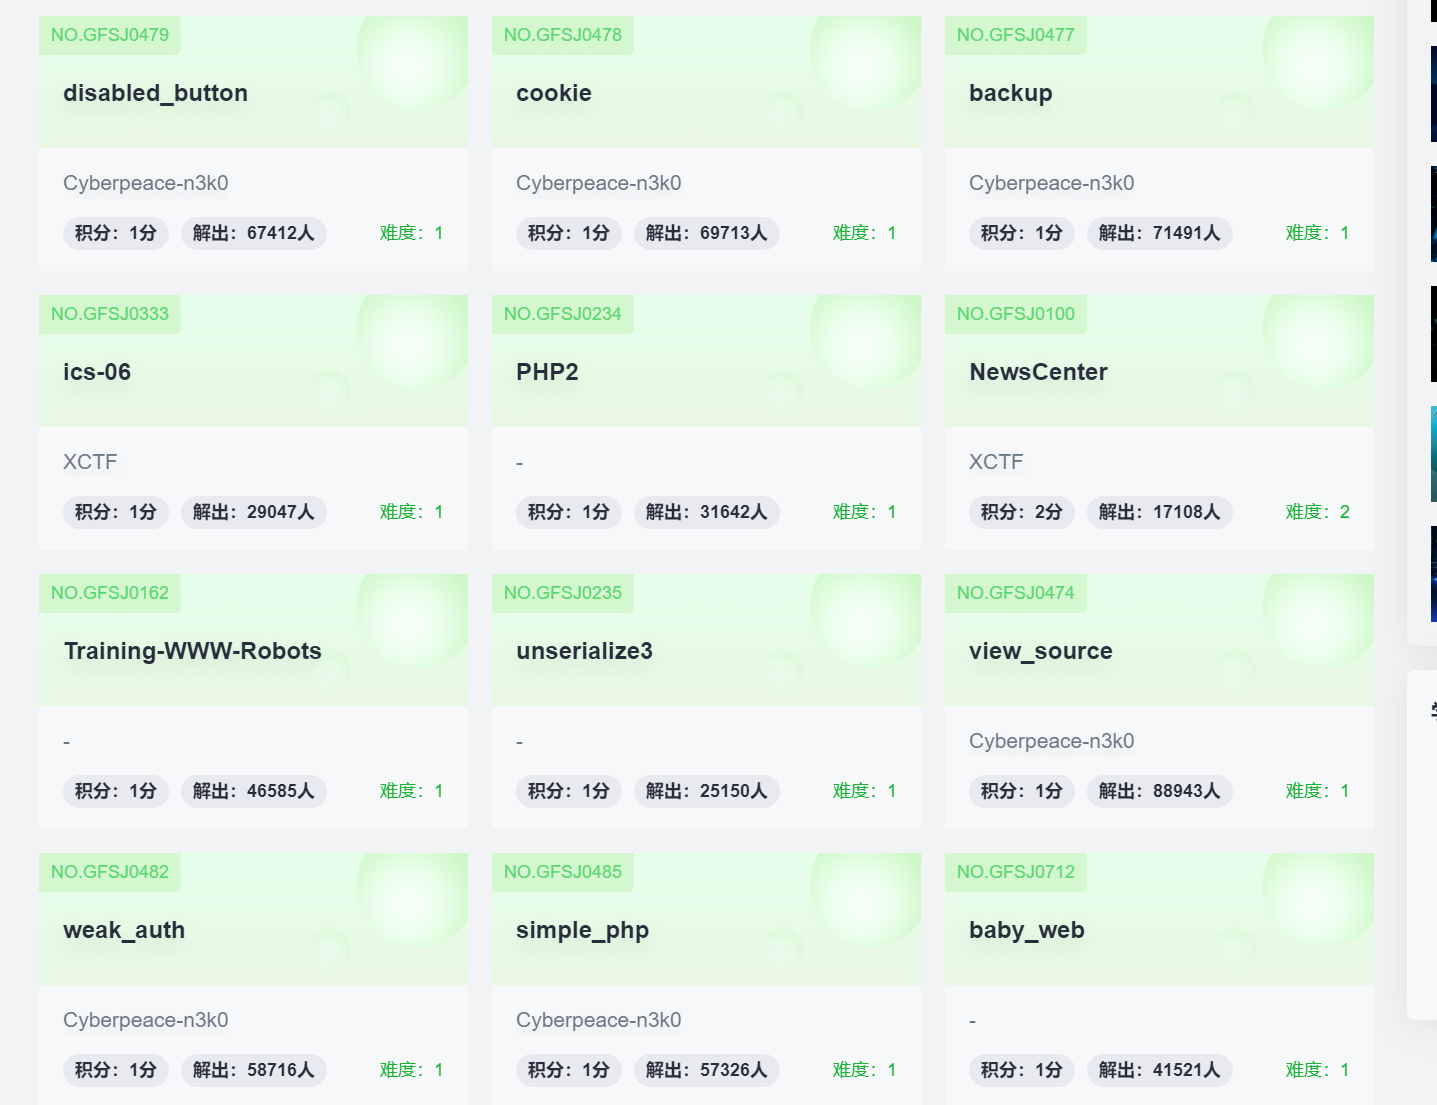 NO.GFSJ0479
disabled_button
Cyberpeace-n3k0
积分：1分
解出：67412人
难度：1
NO.GFSJ0478
cookie
Cyberpeace-n3k0
积分：1分
解出：69713人
难度：1
NO.GFSJ0477
backup
Cyberpeace-n3k0
积分：1分
解出：71491人
难度：1
NO.GFSJ0333
ics-06
XCTF
积分：1分
解出：29047人
难度：1
NO.GFSJ0234
PHP2
-
积分：1分
解出：31642人
难度：1
NO.GFSJ0100
NewsCenter
XCTF
积分：2分
解出：17108人
难度：2
NO.GFSJ0162
Training-WWW-Robots
-
积分：1分
解出：46585人
难度：1
NO.GFSJ0235
unserialize3
-
积分：1分
解出：25150人
难度：1
NO.GFSJ0474
view_source
Cyberpeace-n3k0
积分：1分
解出：88943人
难度：1
NO.GFSJ0482
weak_auth
Cyberpeace-n3k0
积分：1分
解出：58716人
难度：1
NO.GFSJ0485
simple_php
Cyberpeace-n3k0
积分：1分
解出：57326人
难度：1
NO.GFSJ0712
baby_web
-
积分：1分
解出：41521人
难度：1